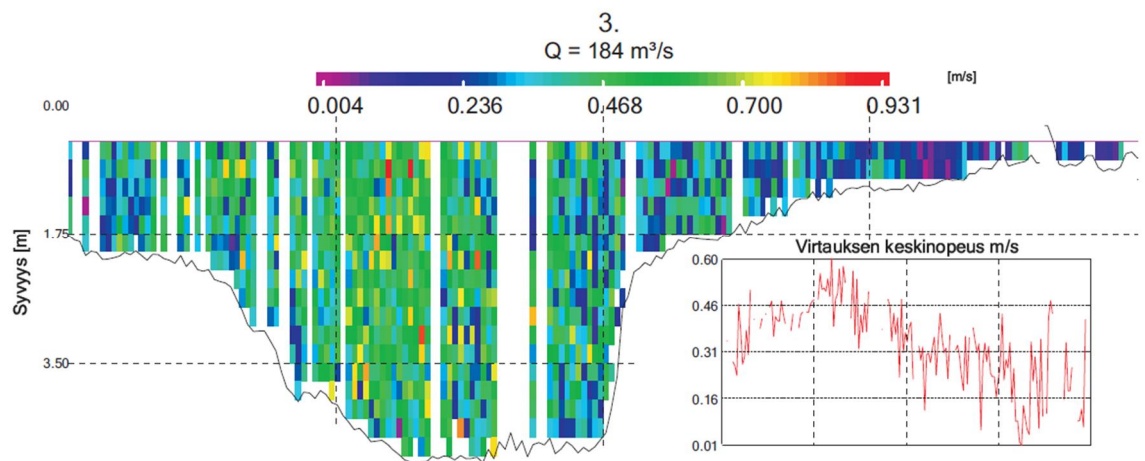 3.
Q = 184 m³/s
[m/s]
0.004 0.236 0.468 0.700 0.931
0.00
1.75
3.50
Syvyys [m]
Virtauksen keskinopeus m/s
0.60
0.46
0.31
0.16
0.01